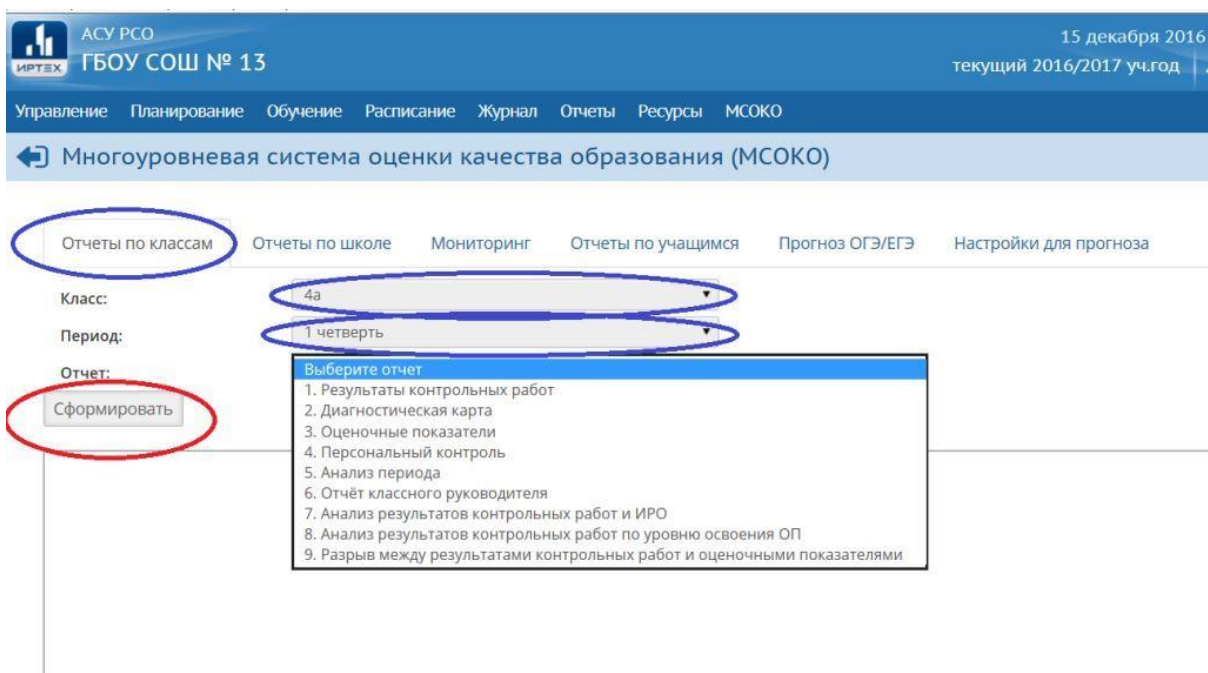 АСУ РСО
ГБОУ СОШ № 13
ИРТЕХ
15 декабря 2016
текущий 2016/2017 уч.год
Управление Планирование Обучение Расписание Журнал Отчеты Ресурсы МСОКО
Многоуровневая система оценки качества образования (МСОКО)
Отчеты по классам Отчеты по школе Мониторинг Отчеты по учащимся Прогноз ОГЭ/ЕГЭ Настройки для прогноза
Класс: 4а
Период: 1 четверть
Отчет: Выберите отчет
1. Результаты контрольных работ
2. Диагностическая карта
3. Оценочные показатели
4. Персональный контроль
5. Анализ периода
6. Отчёт классного руководителя
7. Анализ результатов контрольных работ и ИРО
8. Анализ результатов контрольных работ по уровню освоения ОП
9. Разрыв между результатами контрольных работ и оценочными показателями
Сформировать